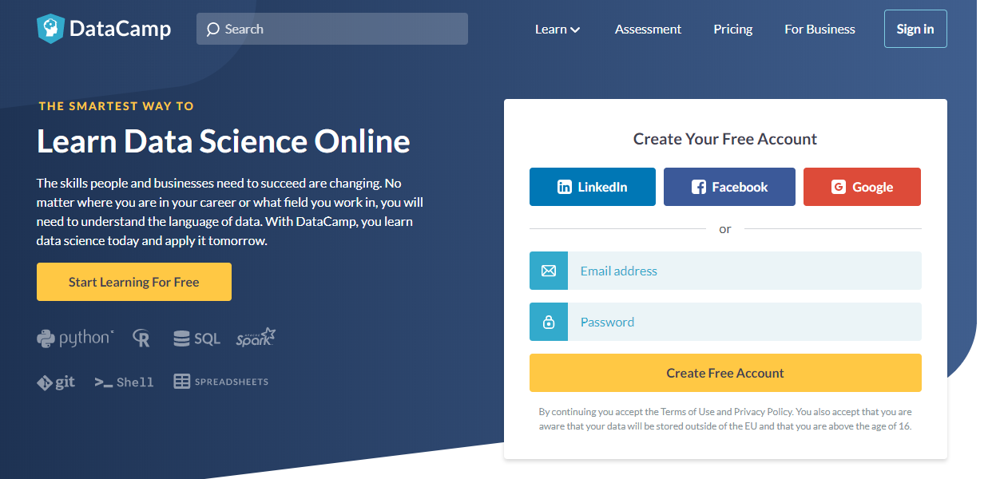 DataCamp
Search
Learn
Assessment
Pricing
For Business
Sign in
THE SMARTEST WAY TO
Learn Data Science Online
The skills people and businesses need to succeed are changing. No
matter where you are in your career or what field you work in, you will
need to understand the language of data. With DataCamp, you learn
data science today and apply it tomorrow.
Start Learning For Free
python
R
SQL
APACHE
Spark
git
>_ Shell
SPREADSHEETS
Create Your Free Account
in LinkedIn
f Facebook
G Google
or
Email address
Password
Create Free Account
By continuing you accept the Terms of Use and Privacy Policy. You also accept that you are
aware that your data will be stored outside of the EU and that you are above the age of 16.